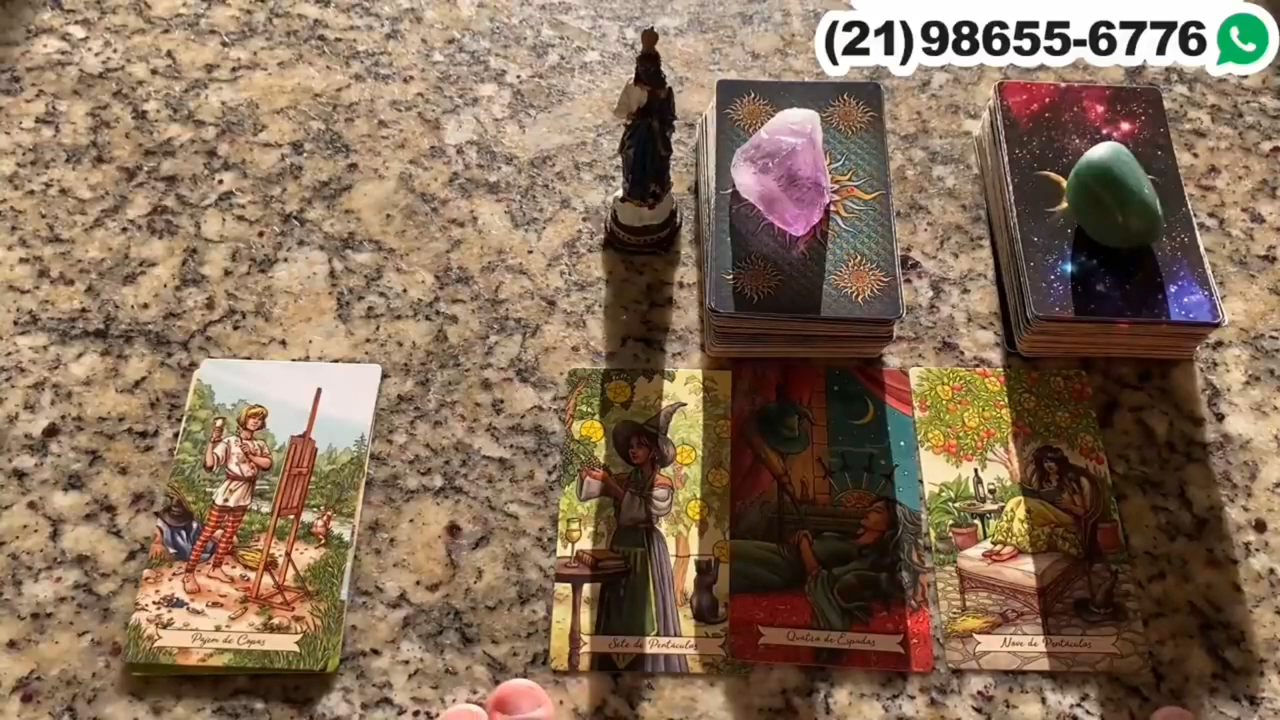 (21)98655-6776
Pajem de Copas
Sete de Pentáculos
Quatro de Espadas
Nove de Pentáculos